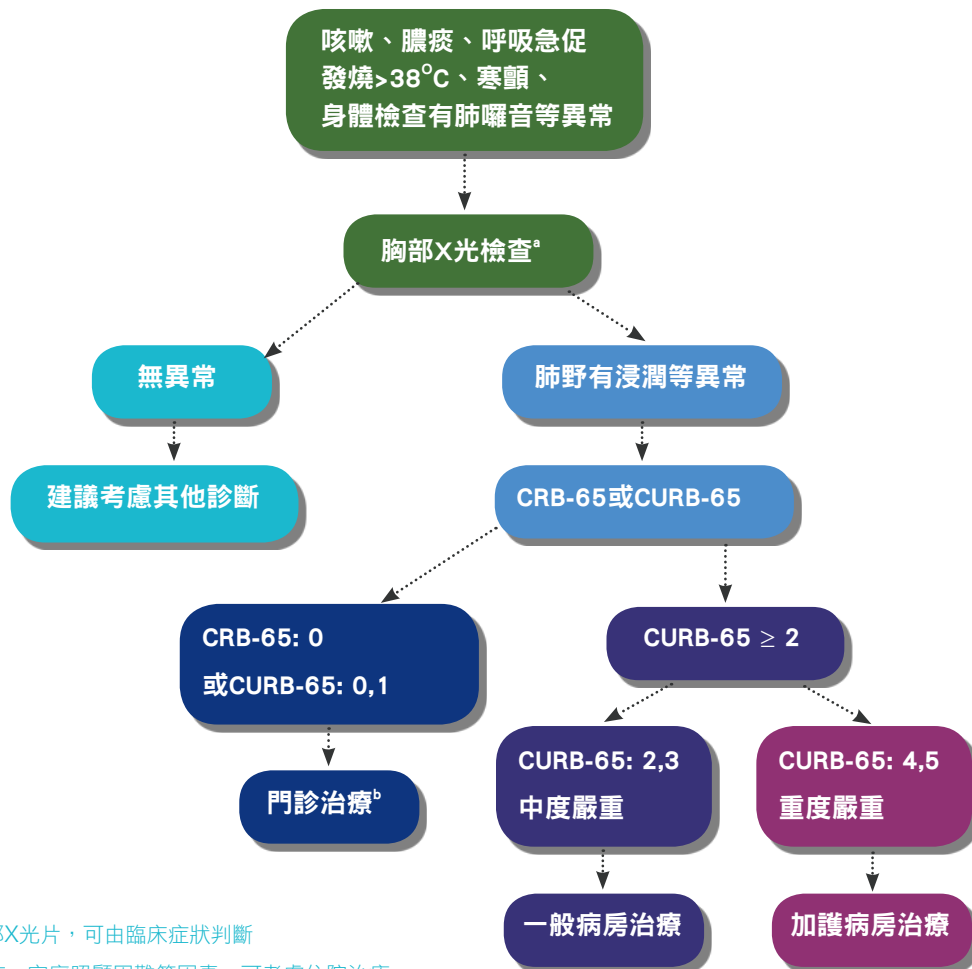 咳嗽、膿痰、呼吸急促
發燒>38°C、寒顫、
身體檢查有肺囉音等異常
胸部X光檢查ᵃ
無異常
肺野有浸潤等異常
建議考慮其他診斷
CRB-65或CURB-65
CRB-65: 0
或CURB-65: 0,1
CURB-65 ≥ 2
門診治療ᵇ
CURB-65: 2,3
中度嚴重
CURB-65: 4,5
重度嚴重
一般病房治療
加護病房治療
X光片，可由臨床症狀判斷